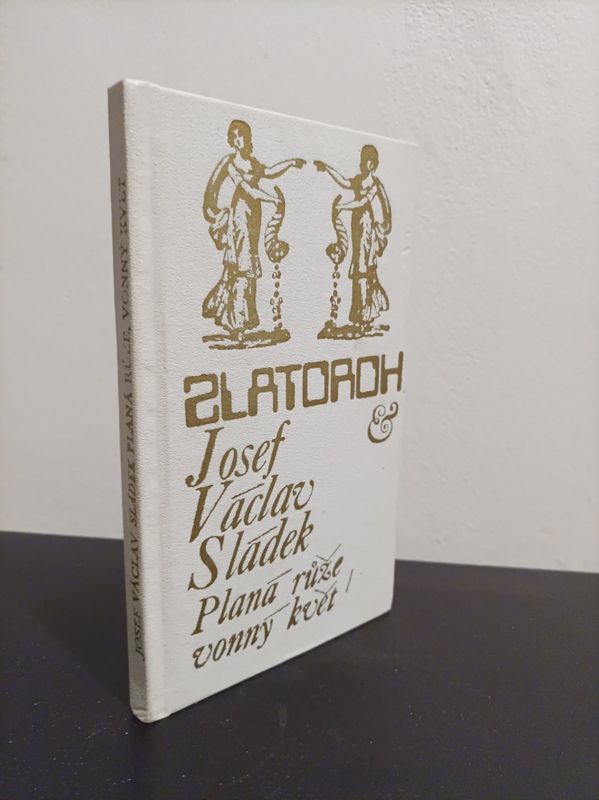 ZLATOROH
&
Josef
Václav
Sládek
Planá růže /
vonný květ
JOSEF VÁCLAV SLÁDEK PLANÁ RŮŽE, VONNÝ KVĚT